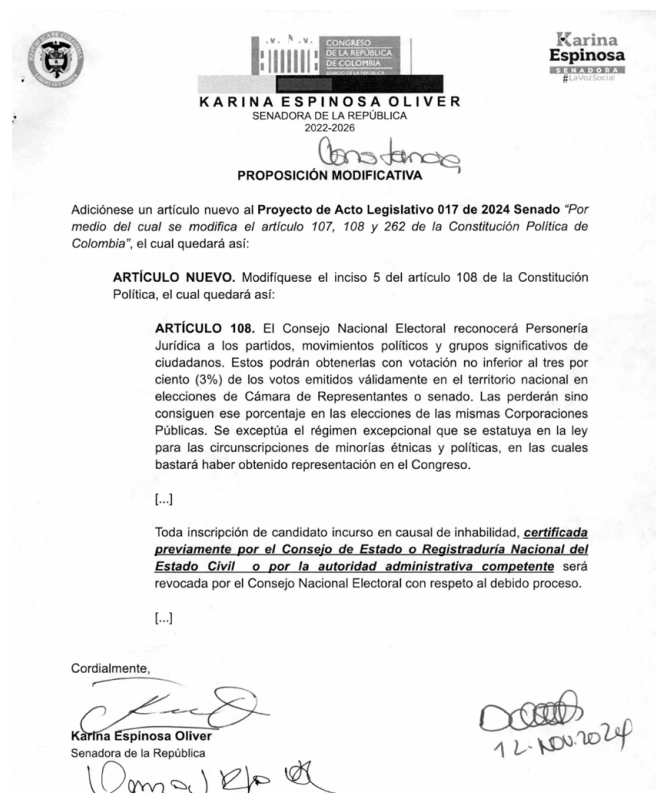 CONGRESO
DE LA REPÚBLICA
DE COLOMBIA
Karina
Espinosa
SENADORA
#LaVozSocial
KARINA ESPINOSA OLIVER
SENADORA DE LA REPÚBLICA
2022-2026
Constancia
PROPOSICIÓN MODIFICATIVA
Adiciónese un artículo nuevo al Proyecto de Acto Legislativo 017 de 2024 Senado “Por
medio del cual se modifica el artículo 107, 108 y 262 de la Constitución Política de
Colombia”, el cual quedará así:
ARTÍCULO NUEVO. Modifíquese el inciso 5 del artículo 108 de la Constitución
Política, el cual quedará así:
ARTÍCULO 108. El Consejo Nacional Electoral reconocerá Personería
Jurídica a los partidos, movimientos políticos y grupos significativos de
ciudadanos. Estos podrán obtenerlas con votación no inferior al tres por
ciento (3%) de los votos emitidos válidamente en el territorio nacional en
elecciones de Cámara de Representantes o senado. Las perderán sino
consiguen ese porcentaje en las elecciones de las mismas Corporaciones
Públicas. Se exceptúa el régimen excepcional que se estatuya en la ley
para las circunscripciones de minorías étnicas y políticas, en las cuales
bastará haber obtenido representación en el Congreso.
[...]
Toda inscripción de candidato incurso en causal de inhabilidad, certificada
previamente por el Consejo de Estado o Registraduría Nacional del
Estado Civil o por la autoridad administrativa competente será
revocada por el Consejo Nacional Electoral con respeto al debido proceso.
[...]
Cordialmente,
Karina Espinosa Oliver
Senadora de la República
12-NOV.2024